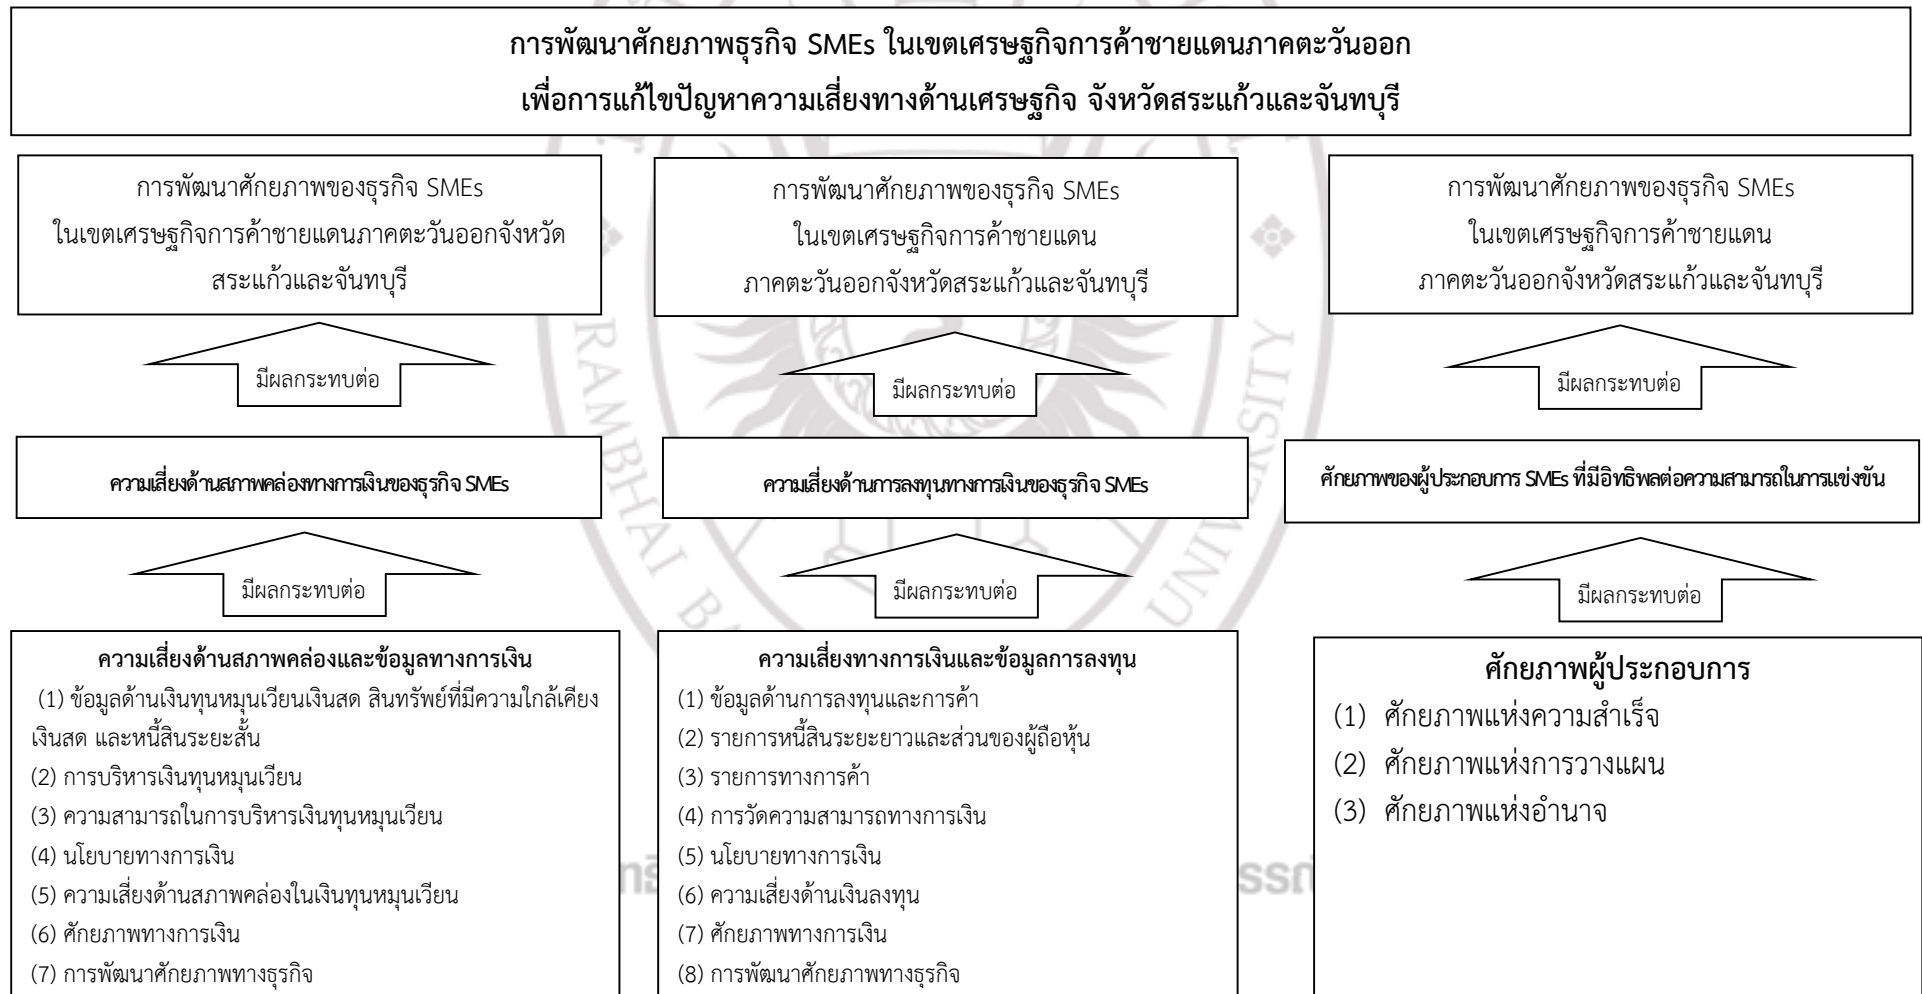 การพัฒนาศักยภาพธุรกิจ SMEs ในเขตเศรษฐกิจการค้าชายแดนภาคตะวันออก
เพื่อการแก้ไขปัญหาความเสี่ยงทางด้านเศรษฐกิจ จังหวัดสระแก้วและจันทบุรี
การพัฒนาศักยภาพของธุรกิจ SMEs
ในเขตเศรษฐกิจการค้าชายแดนภาคตะวันออกจังหวัด
สระแก้วและจันทบุรี
การพัฒนาศักยภาพของธุรกิจ SMEs
ในเขตเศรษฐกิจการค้าชายแดน
ภาคตะวันออกจังหวัดสระแก้วและจันทบุรี
การพัฒนาศักยภาพของธุรกิจ SMEs
ในเขตเศรษฐกิจการค้าชายแดน
ภาคตะวันออกจังหวัดสระแก้วและจันทบุรี
มีผลกระทบต่อ
มีผลกระทบต่อ
มีผลกระทบต่อ
ความเสี่ยงด้านสภาพคล่องทางการเงินของธุรกิจ SMEs
ความเสี่ยงด้านการลงทุนทางการเงินของธุรกิจ SMEs
ศักยภาพของผู้ประกอบการ SMEs ที่มีอิทธิพลต่อความสามารถในการแข่งขัน
มีผลกระทบต่อ
มีผลกระทบต่อ
มีผลกระทบต่อ
ความเสี่ยงด้านสภาพคล่องและข้อมูลทางการเงิน
(1) ข้อมูลด้านเงินทุนหมุนเวียนเงินสด สินทรัพย์ที่มีความใกล้เคียง
เงินสด และหนี้สินระยะสั้น
(2) การบริหารเงินทุนหมุนเวียน
(3) ความสามารถในการบริหารเงินทุนหมุนเวียน
(4) นโยบายทางการเงิน
(5) ความเสี่ยงด้านสภาพคล่องในเงินทุนหมุนเวียน
(6) ศักยภาพทางการเงิน
(7) การพัฒนาศักยภาพทางธุรกิจ
ความเสี่ยงทางการเงินและข้อมูลการลงทุน
(1) ข้อมูลด้านการลงทุนและการค้า
(2) รายการหนี้สินระยะยาวและส่วนของผู้ถือหุ้น
(3) รายการทางการค้า
(4) การวัดความสามารถทางการเงิน
(5) นโยบายทางการเงิน
(6) ความเสี่ยงด้านเงินลงทุน
(7) ศักยภาพทางการเงิน
(8) การพัฒนาศักยภาพทางธุรกิจ
ศักยภาพผู้ประกอบการ
(1) ศักยภาพแห่งความสำเร็จ
(2) ศักยภาพแห่งการวางแผน
(3) ศักยภาพแห่งอำนาจ
RAMBHAI
UNIVERSITY